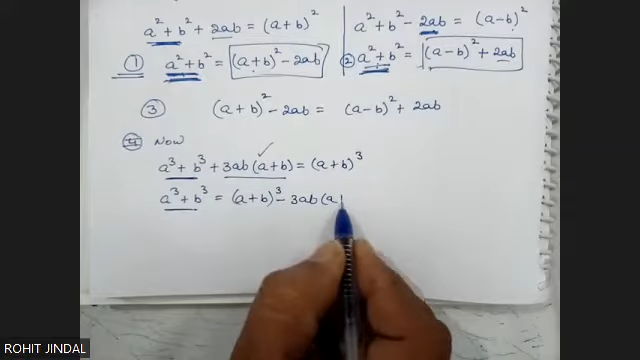 a² + b² + 2ab = (a+b)²
a² + b² - 2ab = (a-b)²
① a² + b² = (a+b)² - 2ab
② a² + b² = (a-b)² + 2ab
③ (a+b)² - 2ab = (a-b)² + 2ab
④ Now
a³ + b³ + 3ab(a+b) = (a+b)³
a³ + b³ = (a+b)³ - 3ab(a
ROHIT JINDAL